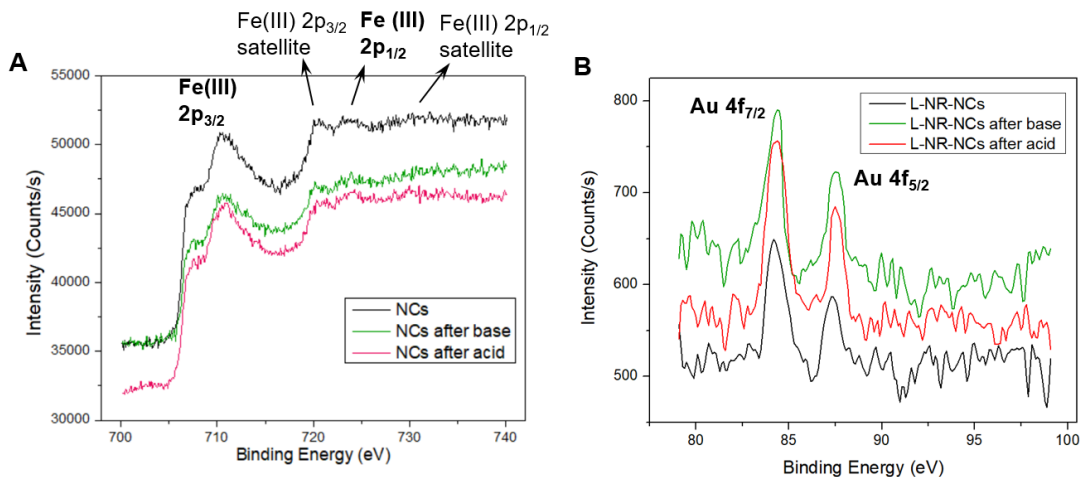 Fe(III) 2p3/2
satellite
Fe (III)
2p1/2
Fe(III) 2p1/2
satellite
A
Fe(III)
2p3/2
55000
50000
45000
40000
35000
30000
Intensity (Counts/s)
NCs
NCs after base
NCs after acid
700
710
720
730
740
Binding Energy (eV)
B
Au 4f7/2
L-NR-NCs
L-NR-NCs after base
L-NR-NCs after acid
Au 4f5/2
800
700
600
500
Intensity (Counts/s)
80
85
90
95
100
Binding Energy (eV)